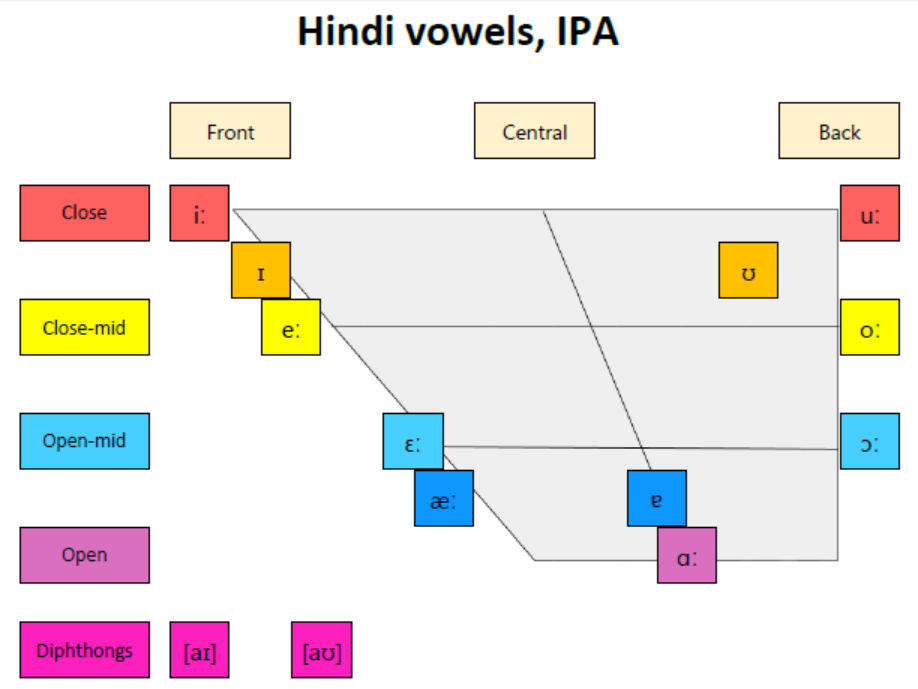 Hindi vowels, IPA
Front Central Back
Close iː uː
ɪ ʊ
Close-mid eː oː
Open-mid ɛː ɔː
æː ɐ
Open ɑː
Diphthongs [aɪ] [aʊ]